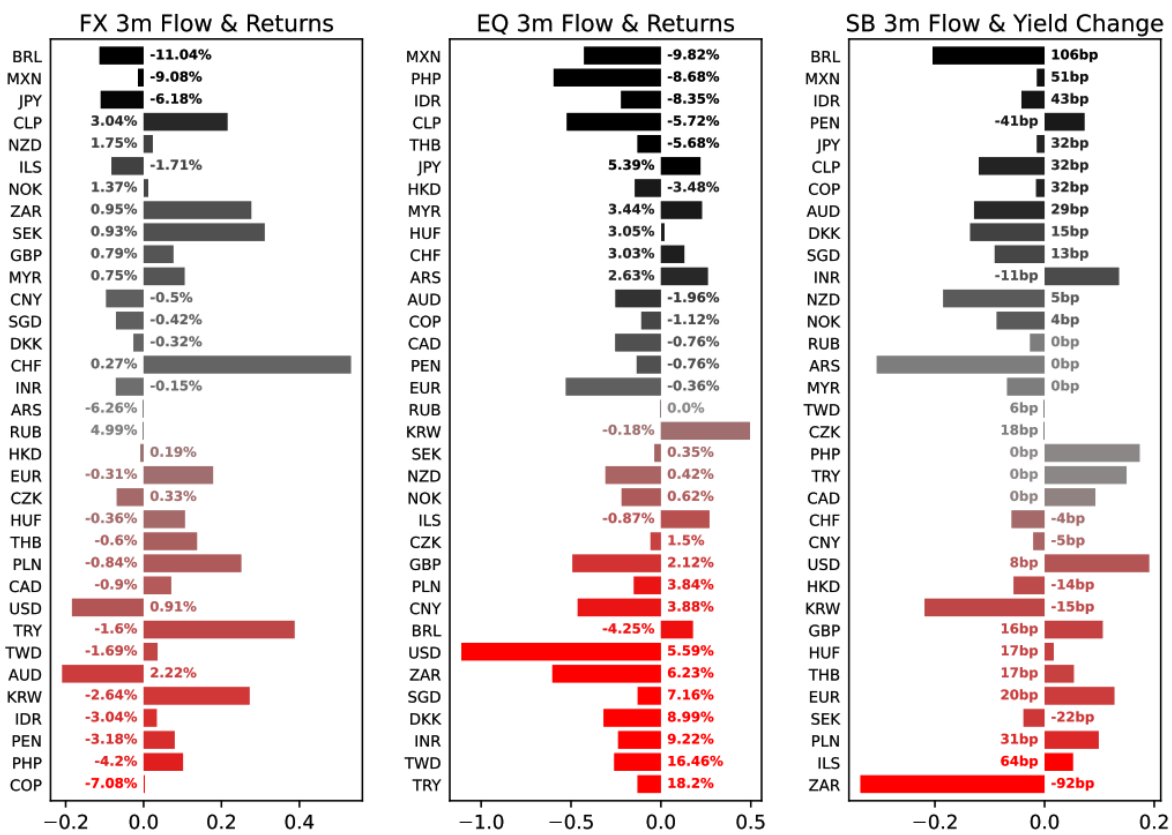 FX 3m Flow & Returns
BRL -11.04%
MXN -9.08%
JPY -6.18%
CLP 3.04%
NZD 1.75%
ILS -1.71%
NOK 1.37%
ZAR 0.95%
SEK 0.93%
GBP 0.79%
MYR 0.75%
CNY -0.5%
SGD -0.42%
DKK -0.32%
CHF 0.27%
INR -0.15%
ARS -6.26%
RUB 4.99%
HKD 0.19%
EUR -0.31%
CZK 0.33%
HUF -0.36%
THB -0.6%
PLN -0.84%
CAD -0.9%
USD 0.91%
TRY -1.6%
TWD -1.69%
AUD 2.22%
KRW -2.64%
IDR -3.04%
PEN -3.18%
PHP -4.2%
COP -7.08%
−0.2 0.0 0.2 0.4
EQ 3m Flow & Returns
MXN -9.82%
PHP -8.68%
IDR -8.35%
CLP -5.72%
THB -5.68%
JPY 5.39%
HKD -3.48%
MYR 3.44%
HUF 3.05%
CHF 3.03%
ARS 2.63%
AUD -1.96%
COP -1.12%
CAD -0.76%
PEN -0.76%
EUR -0.36%
RUB 0.0%
KRW -0.18%
SEK 0.35%
NZD 0.42%
NOK 0.62%
ILS -0.87%
CZK 1.5%
GBP 2.12%
PLN 3.84%
CNY 3.88%
BRL -4.25%
USD 5.59%
ZAR 6.23%
SGD 7.16%
DKK 8.99%
INR 9.22%
TWD 16.46%
TRY 18.2%
−1.0 −0.5 0.0 0.5
SB 3m Flow & Yield Change
BRL 106bp
MXN 51bp
IDR 43bp
PEN -41bp
JPY 32bp
CLP 32bp
COP 32bp
AUD 29bp
DKK 15bp
SGD 13bp
INR -11bp
NZD 5bp
NOK 4bp
RUB 0bp
ARS 0bp
MYR 0bp
TWD 6bp
CZK 18bp
PHP 0bp
TRY 0bp
CAD 0bp
CHF -4bp
CNY -5bp
USD 8bp
HKD -14bp
KRW -15bp
GBP 16bp
HUF 17bp
THB 17bp
EUR 20bp
SEK -22bp
PLN 31bp
ILS 64bp
ZAR -92bp
−0.2 0.0 0.2